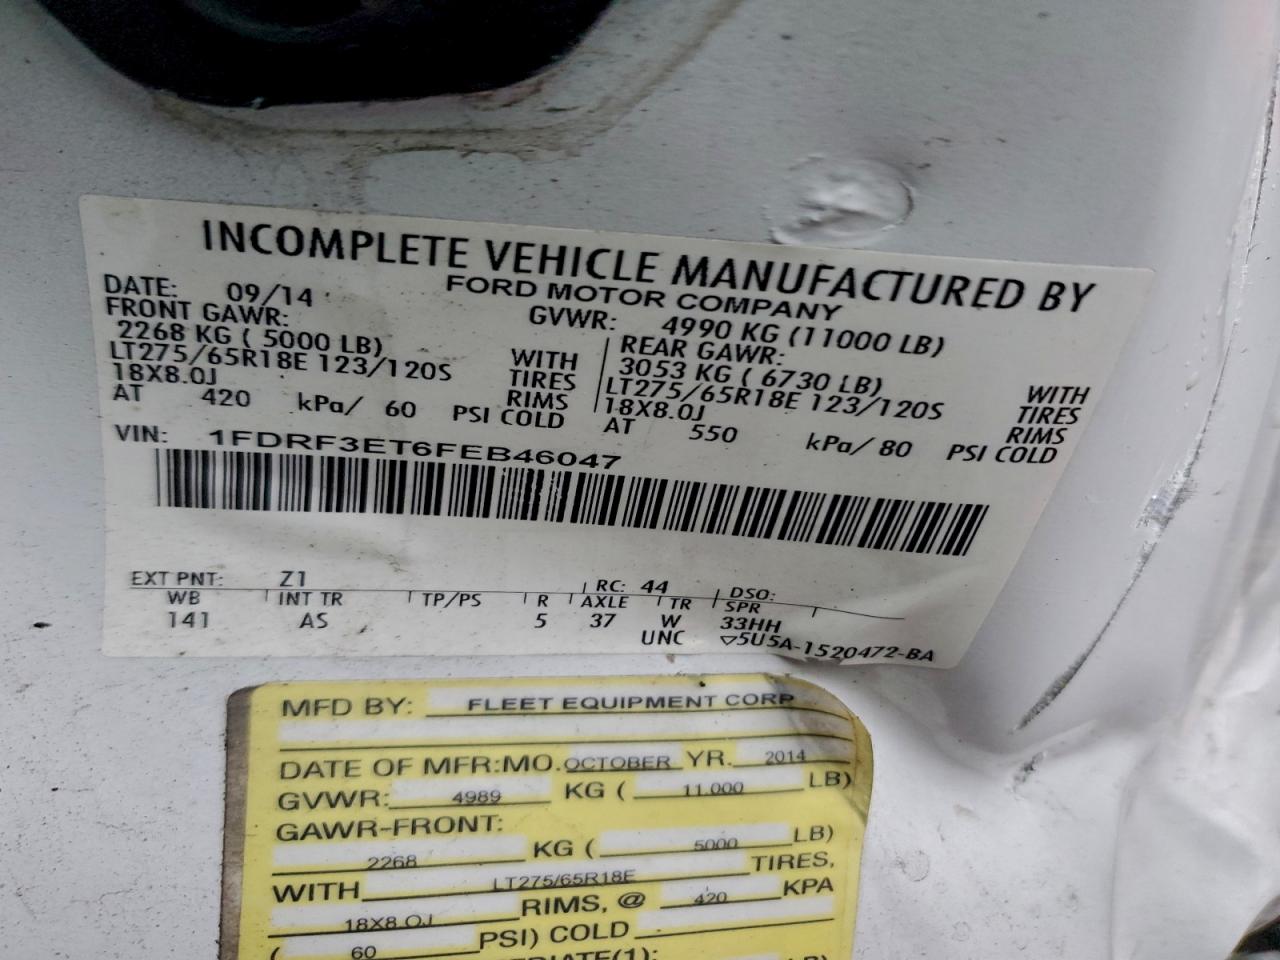 INCOMPLETE VEHICLE MANUFACTURED BY
FORD MOTOR COMPANY
DATE: 09/14 GVWR: 4990 KG (11000 LB)
FRONT GAWR: REAR GAWR:
2268 KG ( 5000 LB) WITH 3053 KG ( 6730 LB) WITH
LT275/65R18E 123/120S TIRES LT275/65R18E 123/120S TIRES
18X8.0J RIMS 18X8.0J RIMS
AT 420 kPa/ 60 PSI COLD AT 550 kPa/ 80 PSI COLD
VIN: 1FDRF3ET6FEB46047
EXT PNT: Z1 RC: 44 DSO:
WB INT TR TP/PS R AXLE TR SPR
141 AS 5 37 W 33HH
UNC ▽5U5A-1520472-BA
MFD BY: FLEET EQUIPMENT CORP
DATE OF MFR:MO. OCTOBER YR. 2014
GVWR: 4989 KG ( 11,000 LB)
GAWR-FRONT:
2268 KG ( 5000 LB)
WITH LT275/65R18E TIRES,
18X8.0J RIMS, @ 420 KPA
( 60 PSI) COLD